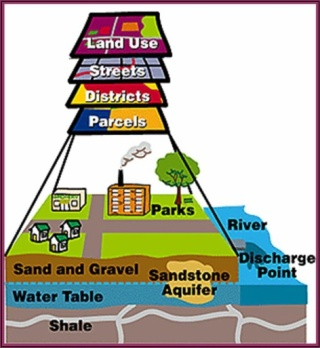 Land Use
Streets
Districts
Parcels
Parks
River
Discharge
Point
Sand and Gravel
Sandstone
Aquifer
Water Table
Shale